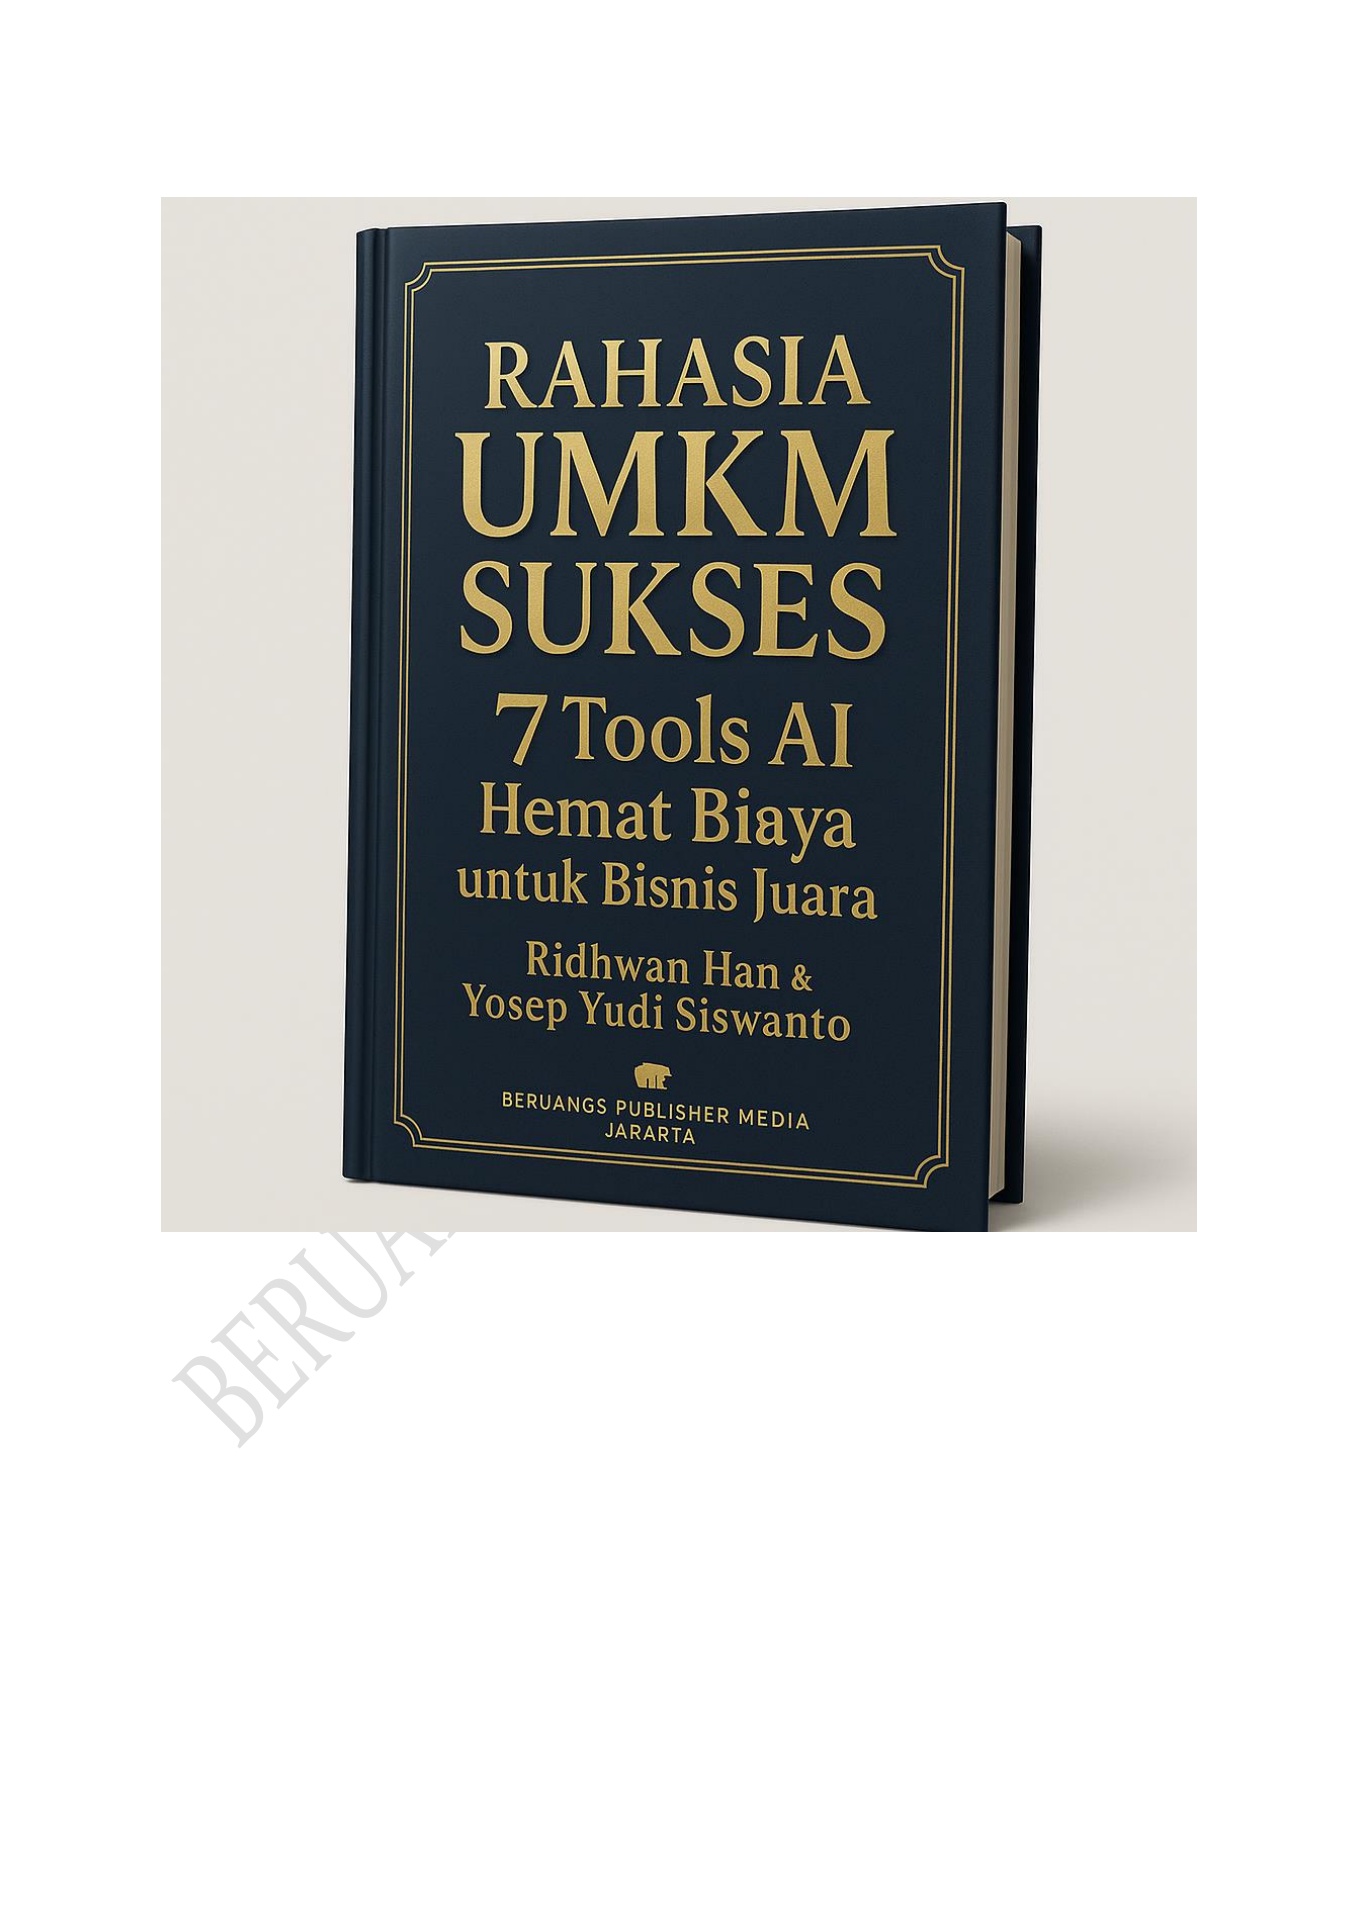 RAHASIA
UMKM
SUKSES
7 Tools AI
Hemat Biaya
untuk Bisnis Juara
Ridhwan Han &
Yosep Yudi Siswanto
BERUANGS PUBLISHER MEDIA
JARARTA
BERUA